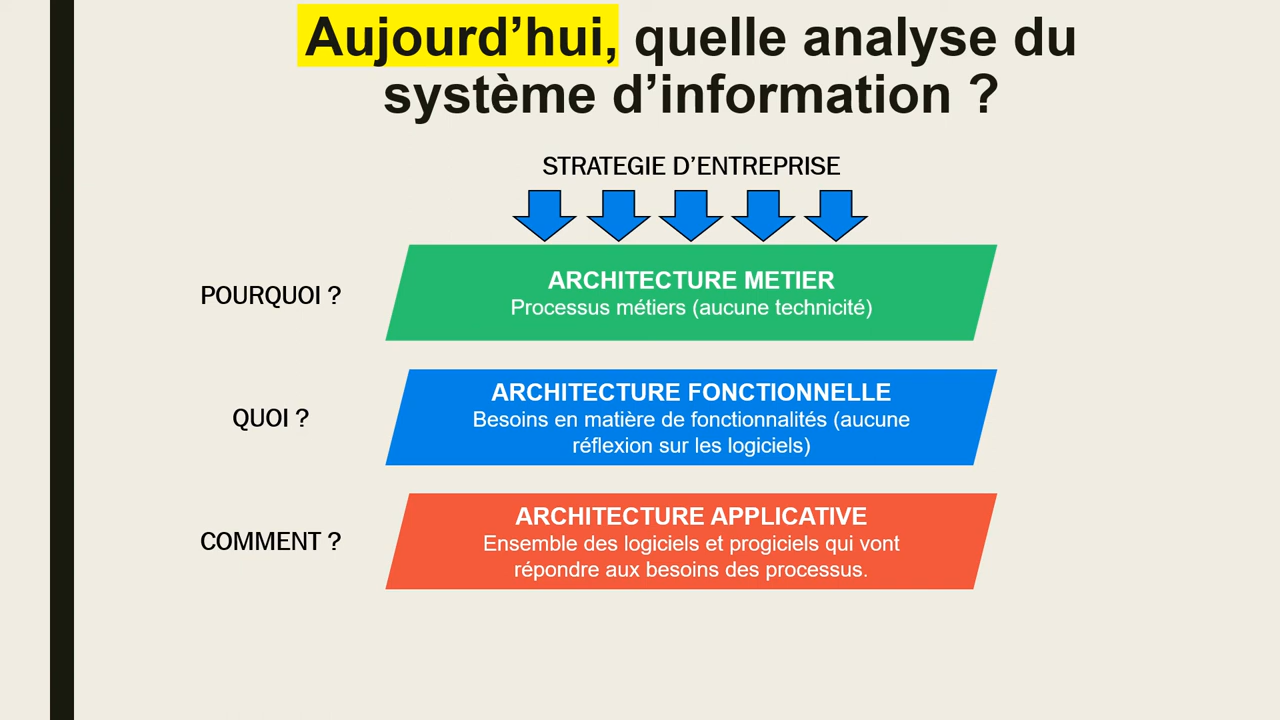 Aujourd’hui, quelle analyse du
système d’information ?
STRATEGIE D’ENTREPRISE
POURQUOI ?
ARCHITECTURE METIER
Processus métiers (aucune technicité)
QUOI ?
ARCHITECTURE FONCTIONNELLE
Besoins en matière de fonctionnalités (aucune
réflexion sur les logiciels)
COMMENT ?
ARCHITECTURE APPLICATIVE
Ensemble des logiciels et progiciels qui vont
répondre aux besoins des processus.